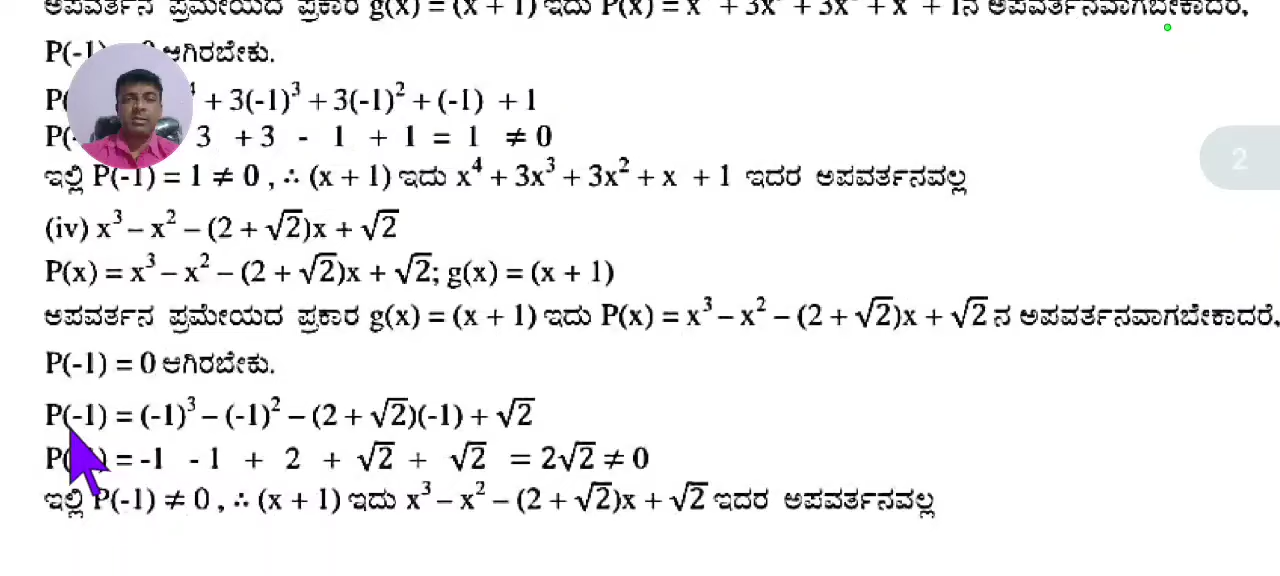 ಅಪವರ್ತನ ಪ್ರಮೇಯದ ಪ್ರಕಾರ g(x) = (x + 1) ಇದು P(x) = x + 3x + 3x + x + 1ನ ಅಪವರ್ತನವಾಗಬೇಕಾದರೆ,
P(-1) ಆಗಿರಬೇಕು.
+ 3(-1)³ + 3(-1)² + (-1) + 1
3 + 3 - 1 + 1 = 1 ≠ 0
ಇಲ್ಲಿ P(-1) = 1 ≠ 0 , ∴ (x + 1) ಇದು x⁴ + 3x³ + 3x² + x + 1 ಇದರ ಅಪವರ್ತನವಲ್ಲ
2
(iv) x³ – x² – (2 + √2)x + √2
P(x) = x³ – x² – (2 + √2)x + √2; g(x) = (x + 1)
ಅಪವರ್ತನ ಪ್ರಮೇಯದ ಪ್ರಕಾರ g(x) = (x + 1) ಇದು P(x) = x³ – x² – (2 + √2)x + √2 ನ ಅಪವರ್ತನವಾಗಬೇಕಾದರೆ,
P(-1) = 0 ಆಗಿರಬೇಕು.
P(-1) = (-1)³ – (-1)² – (2 + √2)(-1) + √2
= -1 - 1 + 2 + √2 + √2 = 2√2 ≠ 0
ಇಲ್ಲಿ P(-1) ≠ 0 , ∴ (x + 1) ಇದು x³ – x² – (2 + √2)x + √2 ಇದರ ಅಪವರ್ತನವಲ್ಲ